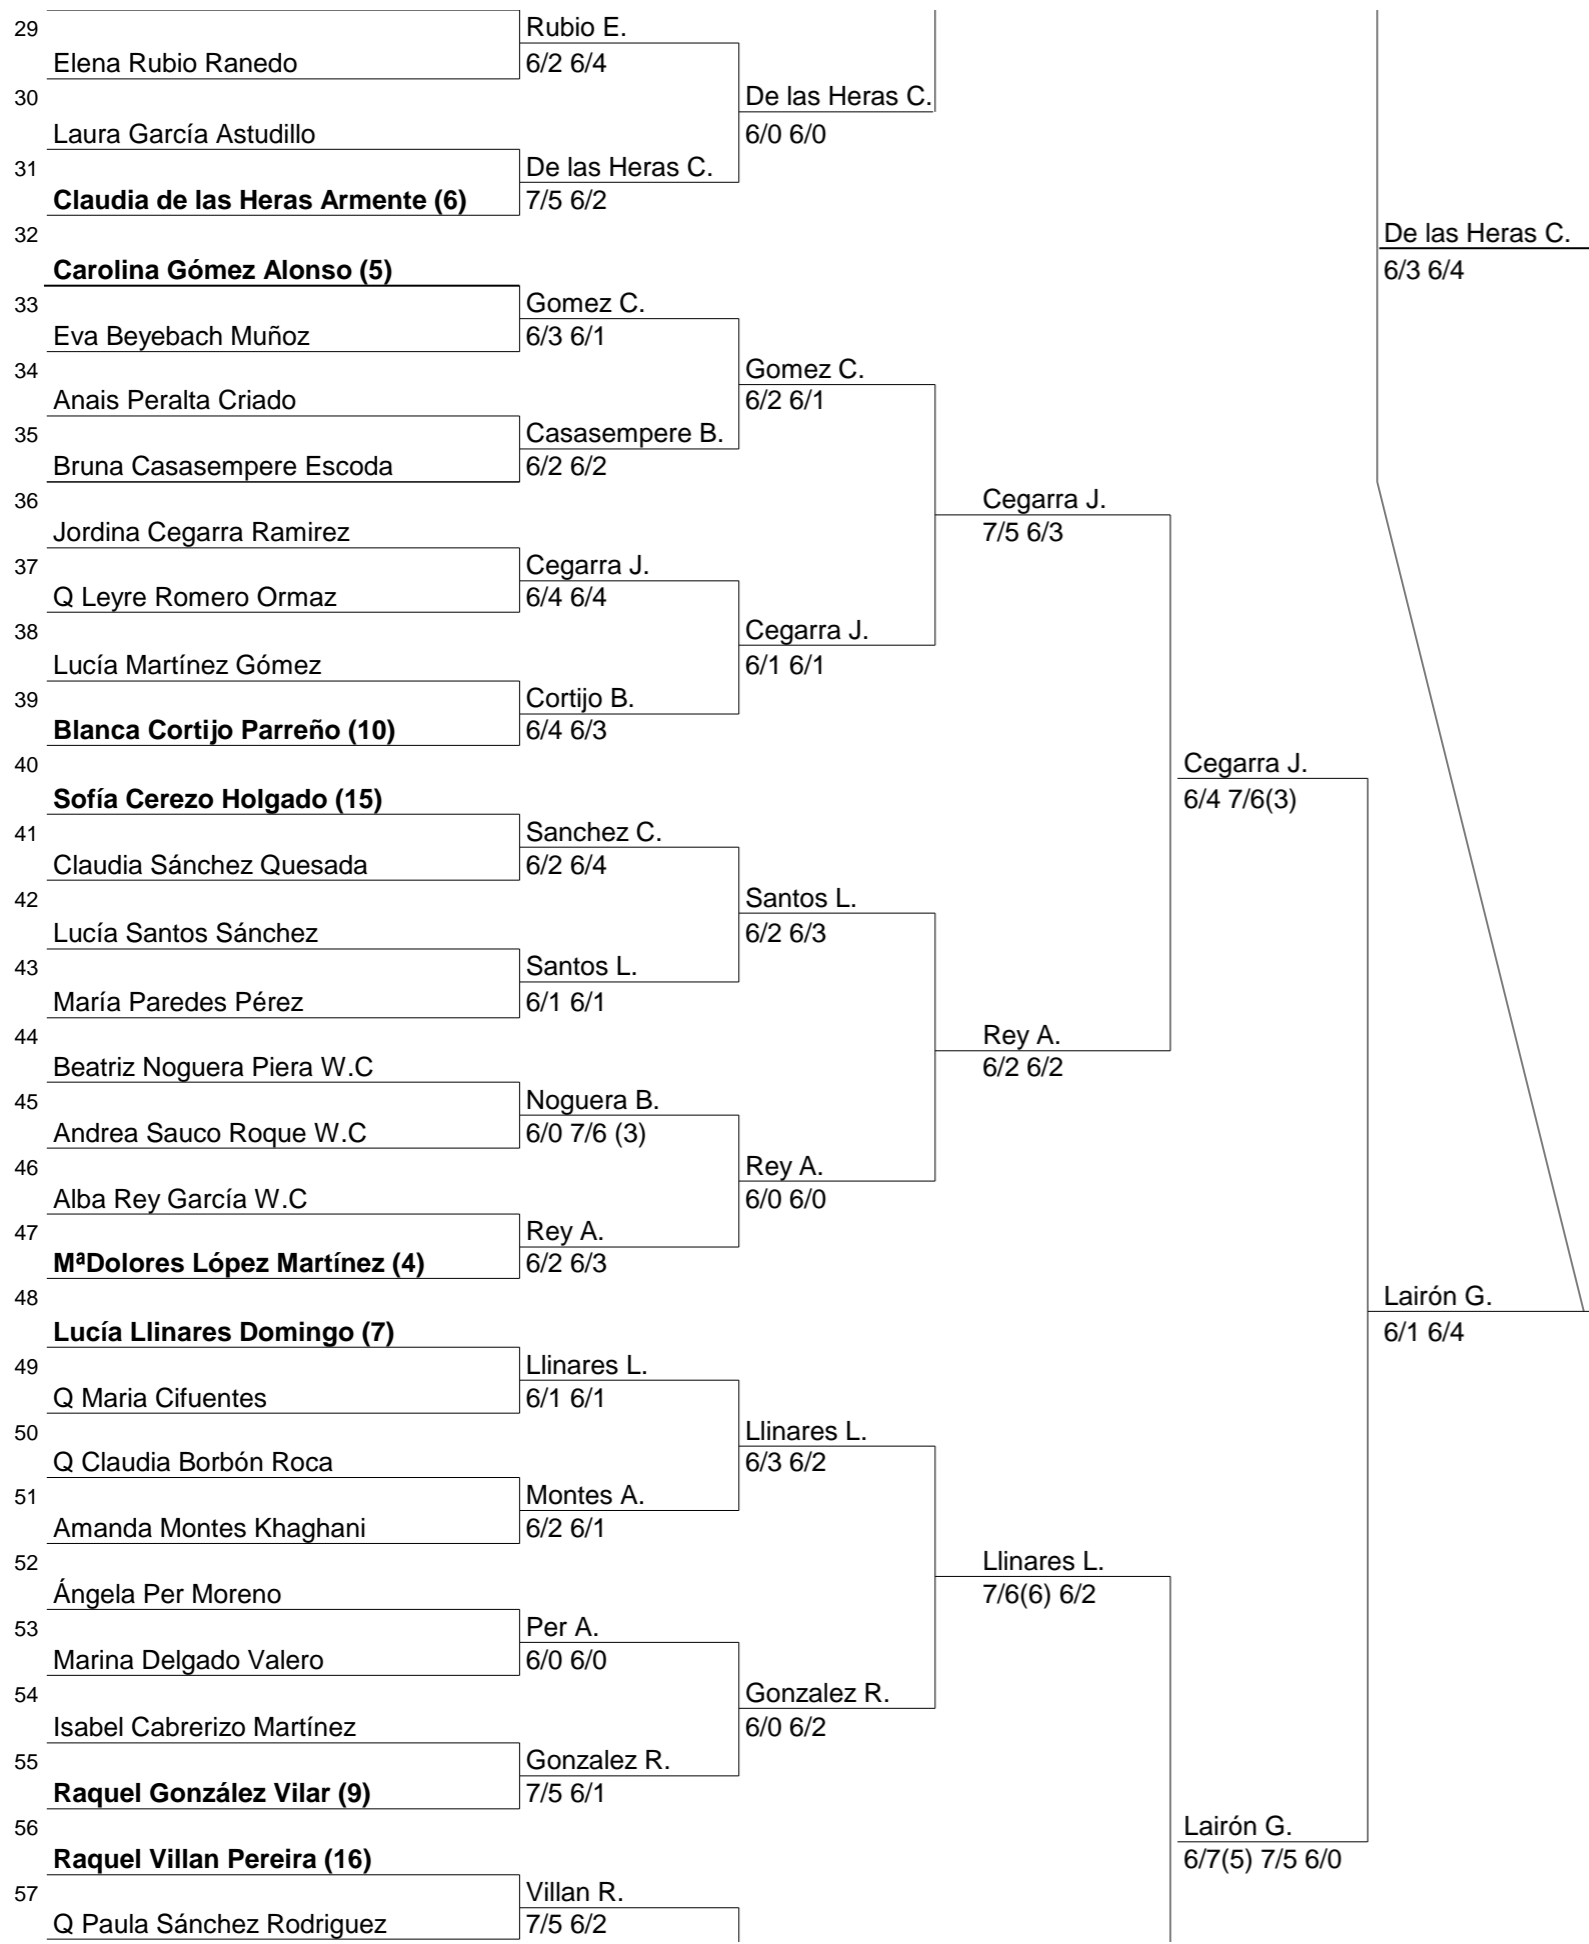 29
Rubio E.
Elena Rubio Ranedo
6/2 6/4
30
De las Heras C.
Laura García Astudillo
6/0 6/0
31
De las Heras C.
Claudia de las Heras Armente (6)
7/5 6/2
32
De las Heras C.
Carolina Gómez Alonso (5)
6/3 6/4
33
Gomez C.
Eva Beyebach Muñoz
6/3 6/1
34
Gomez C.
Anais Peralta Criado
6/2 6/1
35
Casasempere B.
Bruna Casasempere Escoda
6/2 6/2
36
Cegarra J.
Jordina Cegarra Ramirez
7/5 6/3
37
Cegarra J.
Q Leyre Romero Ormaz
6/4 6/4
38
Cegarra J.
Lucía Martínez Gómez
6/1 6/1
39
Cortijo B.
Blanca Cortijo Parreño (10)
6/4 6/3
40
Cegarra J.
Sofía Cerezo Holgado (15)
6/4 7/6(3)
41
Sanchez C.
Claudia Sánchez Quesada
6/2 6/4
42
Santos L.
Lucía Santos Sánchez
6/2 6/3
43
Santos L.
María Paredes Pérez
6/1 6/1
44
Rey A.
Beatriz Noguera Piera W.C
6/2 6/2
45
Noguera B.
Andrea Sauco Roque W.C
6/0 7/6 (3)
46
Rey A.
Alba Rey García W.C
6/0 6/0
47
Rey A.
MªDolores López Martínez (4)
6/2 6/3
48
Lairón G.
Lucía Llinares Domingo (7)
6/1 6/4
49
Llinares L.
Q Maria Cifuentes
6/1 6/1
50
Llinares L.
Q Claudia Borbón Roca
6/3 6/2
51
Montes A.
Amanda Montes Khaghani
6/2 6/1
52
Llinares L.
Ángela Per Moreno
7/6(6) 6/2
53
Per A.
Marina Delgado Valero
6/0 6/0
54
Gonzalez R.
Isabel Cabrerizo Martínez
6/0 6/2
55
Gonzalez R.
Raquel González Vilar (9)
7/5 6/1
56
Lairón G.
Raquel Villan Pereira (16)
6/7(5) 7/5 6/0
57
Villan R.
Q Paula Sánchez Rodriguez
7/5 6/2